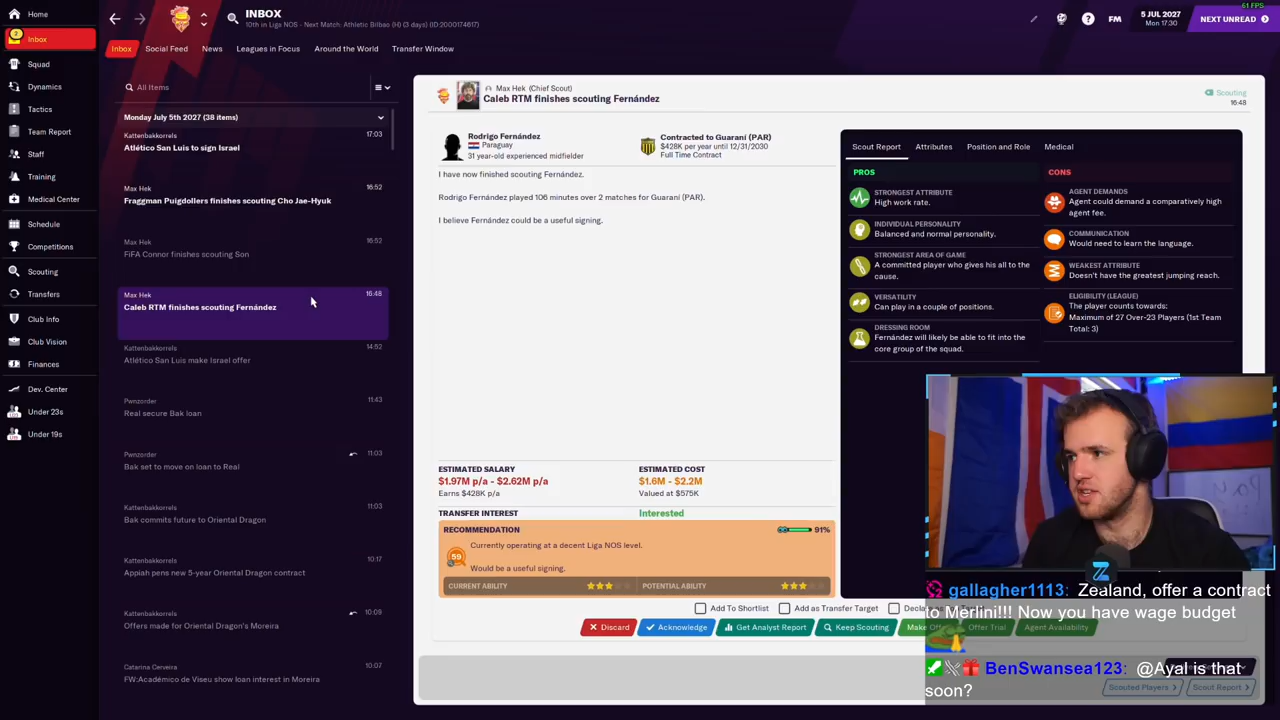 61 FPS
Home
INBOX
10th in Liga NOS - Next Match: Athletic Bilbao (H) (3 days) (ID:2000174617)
FM
5 JUL 2027
Mon 17:30
NEXT UNREAD
2
Inbox
Squad
Dynamics
Tactics
Team Report
Staff
Training
Medical Center
Schedule
Competitions
Scouting
Transfers
Club Info
Club Vision
Finances
Dev. Center
Under 23s
Under 19s
Inbox
Social Feed
News
Leagues in Focus
Around the World
Transfer Window
All Items
Monday July 5th 2027 (38 items)
Kattenbakkorrels
17:03
Atlético San Luis to sign Israel
Max Hek
16:52
Fraggman Puigdollers finishes scouting Cho Jae-Hyuk
Max Hek
16:52
FiFA Connor finishes scouting Son
Max Hek
16:48
Caleb RTM finishes scouting Fernández
Kattenbakkorrels
14:52
Atlético San Luis make Israel offer
Pwnzorder
11:43
Real secure Bak loan
Pwnzorder
11:03
Bak set to move on loan to Real
Kattenbakkorrels
11:03
Bak commits future to Oriental Dragon
Kattenbakkorrels
10:17
Appiah pens new 5-year Oriental Dragon contract
Kattenbakkorrels
10:09
Offers made for Oriental Dragon's Moreira
Catarina Cerveira
10:07
FW:Académico de Viseu show loan interest in Moreira
Max Hek (Chief Scout)
Caleb RTM finishes scouting Fernández
Scouting
16:48
Rodrigo Fernández
Paraguay
31 year-old experienced midfielder
Contracted to Guaraní (PAR)
$428K per year until 12/31/2030
Full Time Contract
I have now finished scouting Fernández.
Rodrigo Fernández played 106 minutes over 2 matches for Guaraní (PAR).
I believe Fernández could be a useful signing.
ESTIMATED SALARY
$1.97M p/a - $2.62M p/a
Earns $428K p/a
ESTIMATED COST
$1.6M - $2.2M
Valued at $575K
TRANSFER INTEREST
Interested
RECOMMENDATION
91%
59
Currently operating at a decent Liga NOS level.
Would be a useful signing.
CURRENT ABILITY
POTENTIAL ABILITY
Add To Shortlist
Add as Transfer Target
Discard
Acknowledge
Get Analyst Report
Keep Scouting
Offer Trial
Agent Availability
Scouted Players
Scout Report
Scout Report
Attributes
Position and Role
Medical
PROS
STRONGEST ATTRIBUTE
High work rate.
INDIVIDUAL PERSONALITY
Balanced and normal personality.
STRONGEST AREA OF GAME
A committed player who gives his all to the
cause.
VERSATILITY
Can play in a couple of positions.
DRESSING ROOM
Fernández will likely be able to fit into the
core group of the squad.
CONS
AGENT DEMANDS
Agent could demand a comparatively high
agent fee.
COMMUNICATION
Would need to learn the language.
WEAKEST ATTRIBUTE
Doesn't have the greatest jumping reach.
ELIGIBILITY (LEAGUE)
The player counts towards:
Maximum of 27 Over-23 Players (1st Team
Total: 3)
gallagher1113: Zealand, offer a contract
to Merlin!!! Now you have wage budget
BenSwansea123: @Ayal is that
soon?